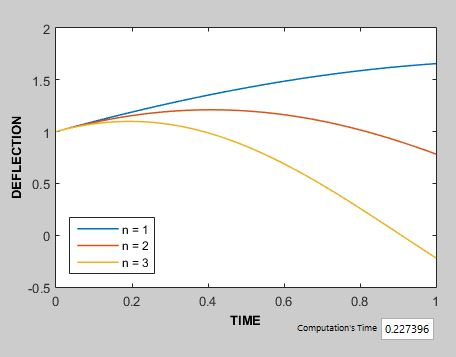 2
1.5
1
0.5
0
-0.5
DEFLECTION
n = 1
n = 2
n = 3
0 0.2 0.4 0.6 0.8 1
TIME
Computation's Time 0.227396